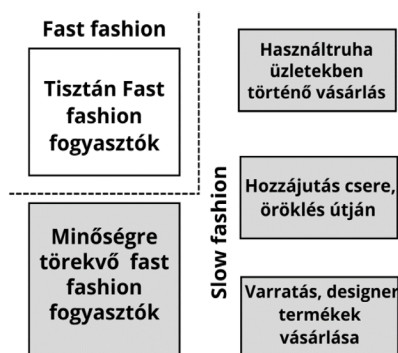 Fast fashion
Tisztán Fast
fashion
fogyasztók
Minőségre
törekvő fast
fashion
fogyasztók
Slow fashion
Használtruha
üzletekben
történő vásárlás
Hozzájutás csere,
öröklés útján
Varratás, designer
termékek
vásárlása